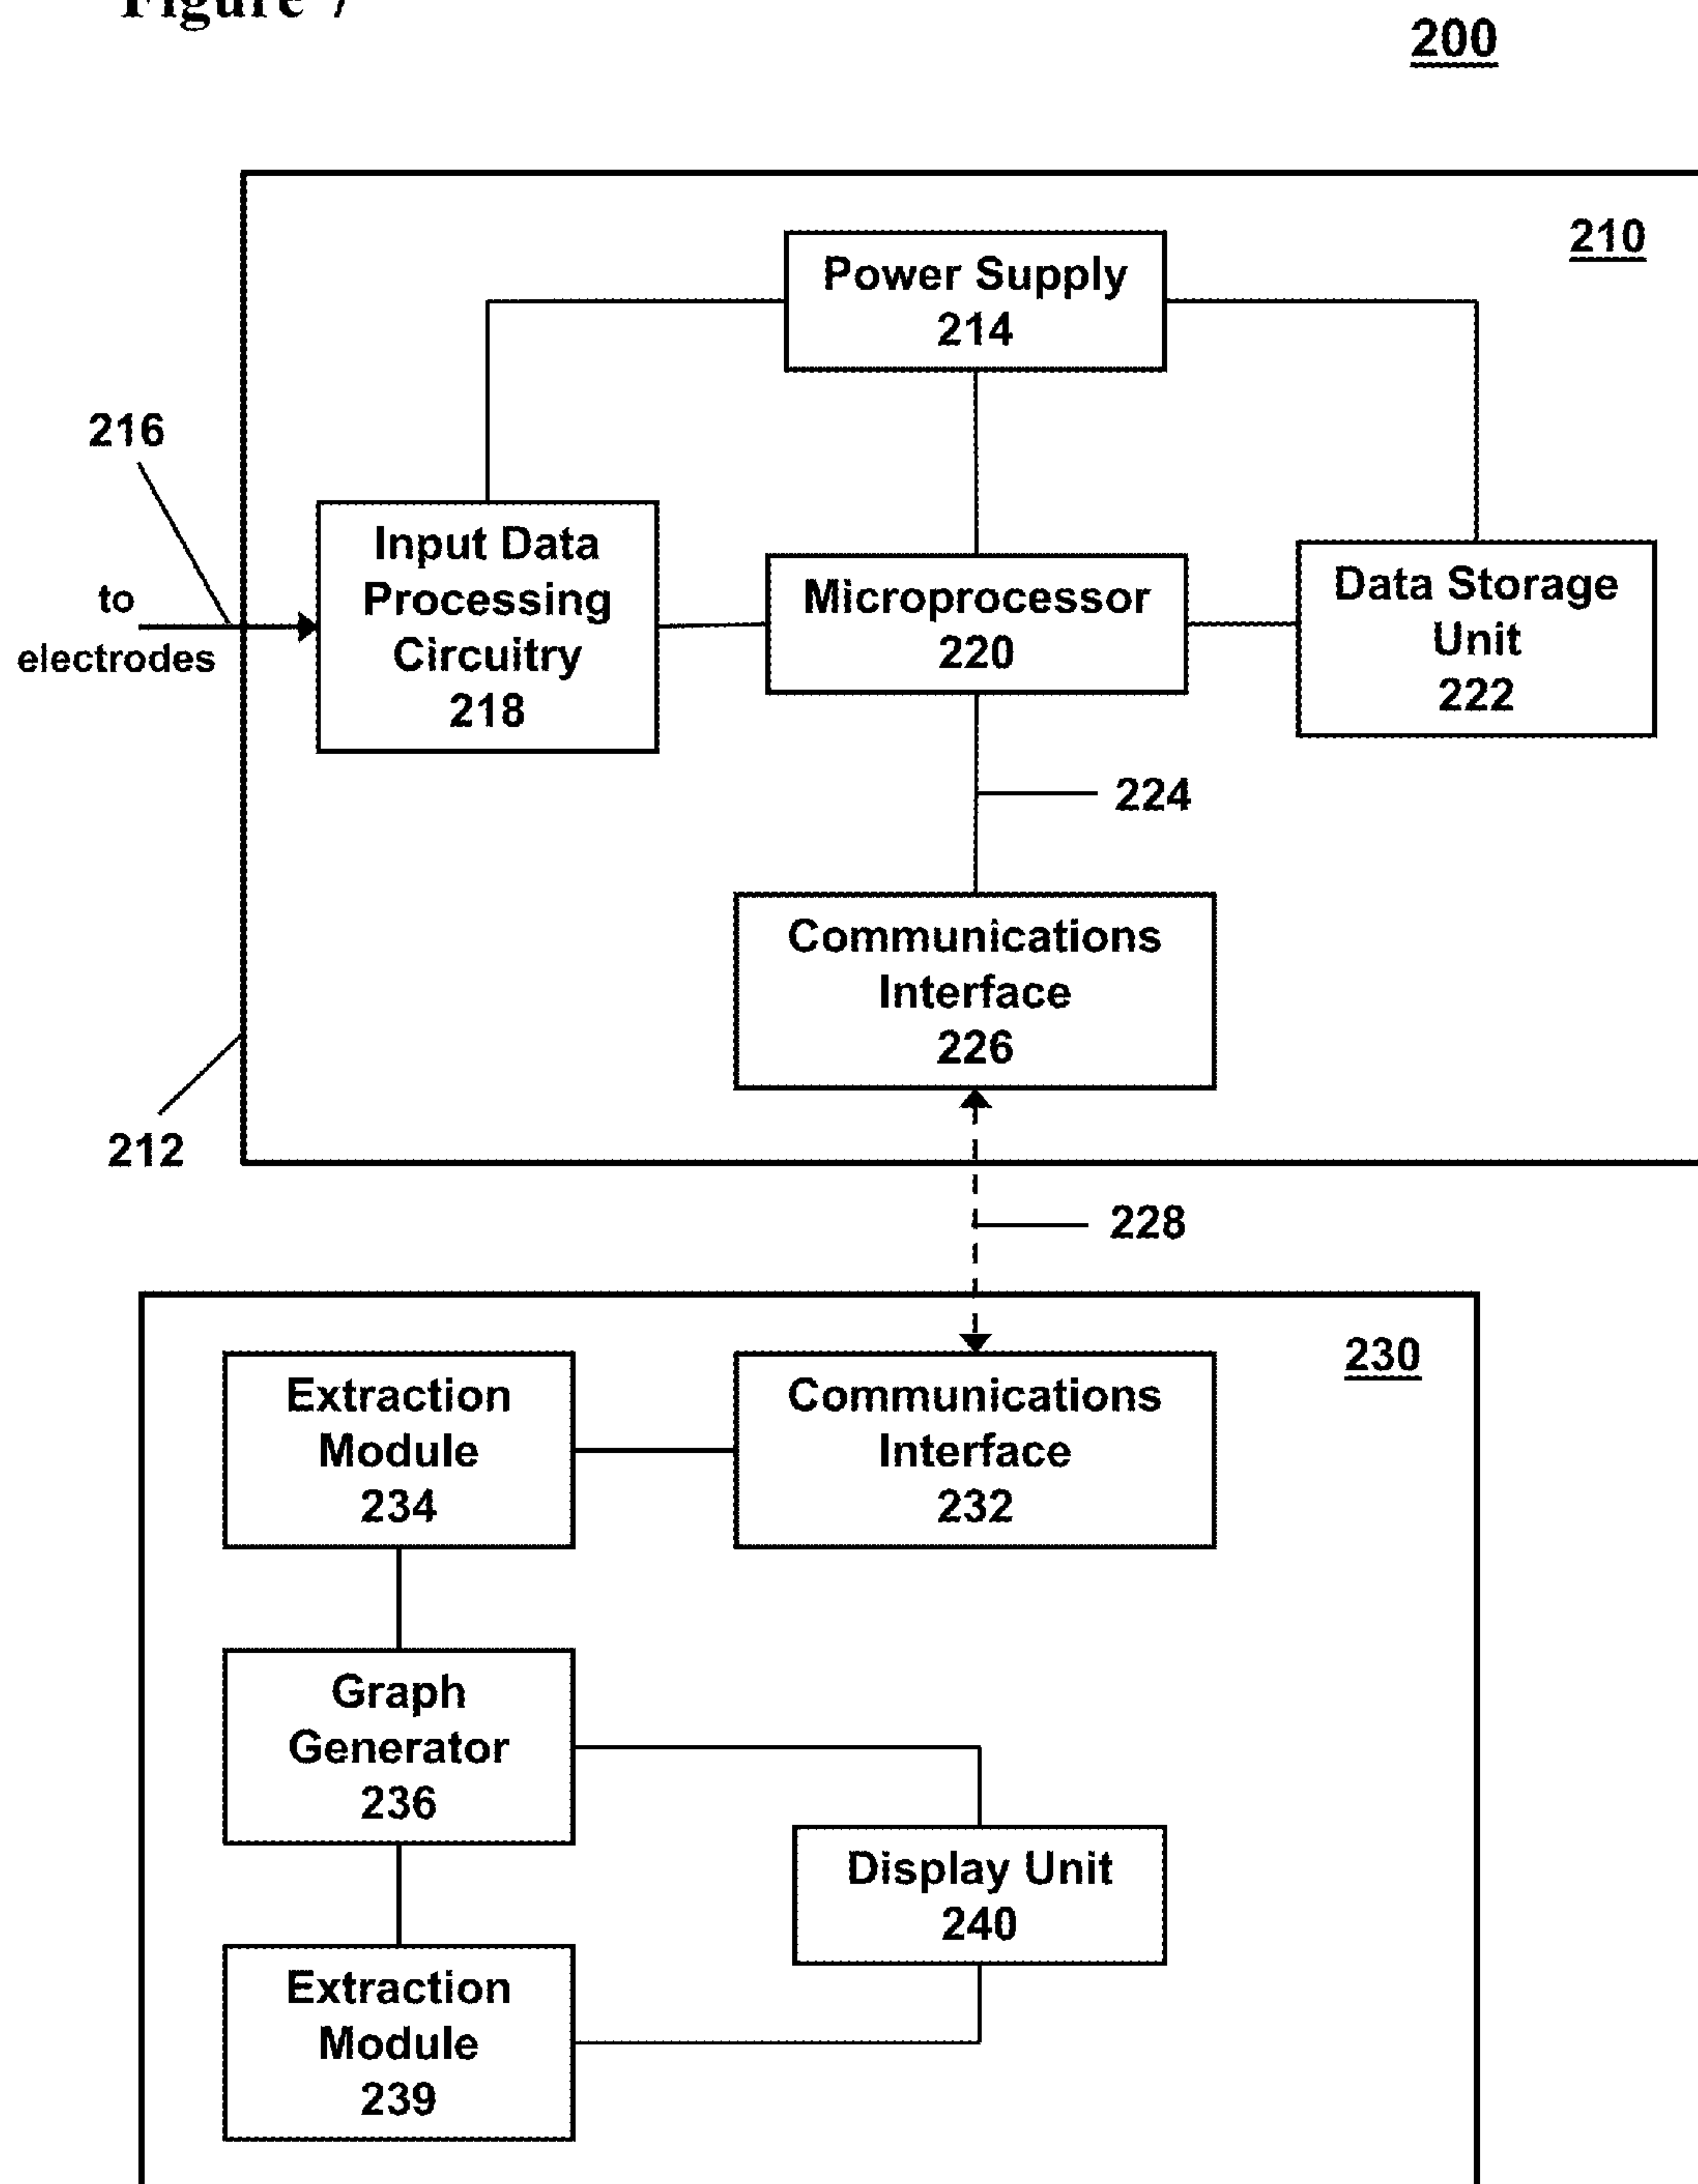 Figure 7
200
210
Power Supply
214
216
to
electrodes
Input Data
Processing
Circuitry
218
Microprocessor
220
Data Storage
Unit
222
224
Communications
Interface
226
212
228
230
Extraction
Module
234
Communications
Interface
232
Graph
Generator
236
Display Unit
240
Extraction
Module
239